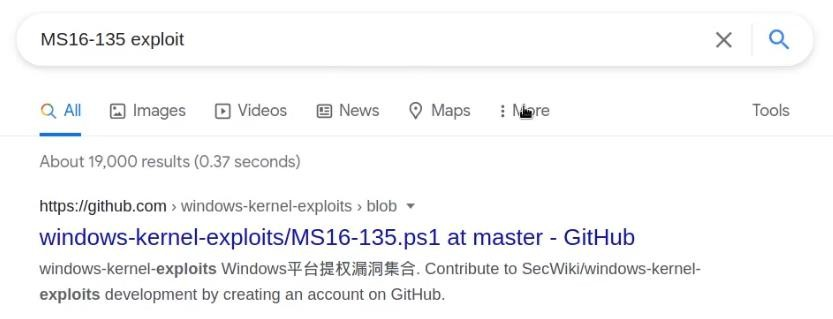 MS16-135 exploit
All Images Videos News Maps More Tools
About 19,000 results (0.37 seconds)
https://github.com › windows-kernel-exploits › blob
windows-kernel-exploits/MS16-135.ps1 at master - GitHub
windows-kernel-exploits Windows平台提权漏洞集合. Contribute to SecWiki/windows-kernel-
exploits development by creating an account on GitHub.